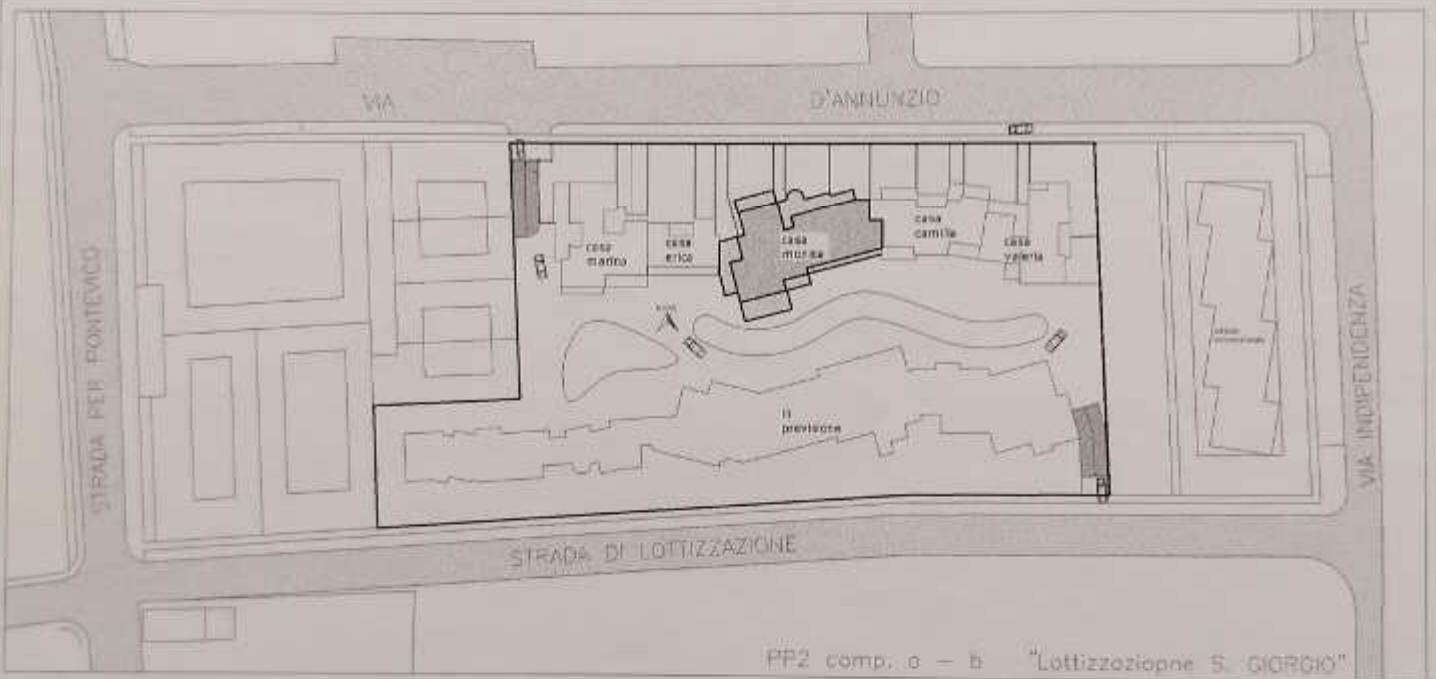 VIA D'ANNUNZIO
STRADA PER PONTEVICO
casa
marina
casa
erica
casa
casa
camilla
casa
valeria
in
previsione
VIA INDIPENDENZA
STRADA DI LOTTIZZAZIONE
PP2 comp. a - b "Lottizzaziopne S. GIORGIO"